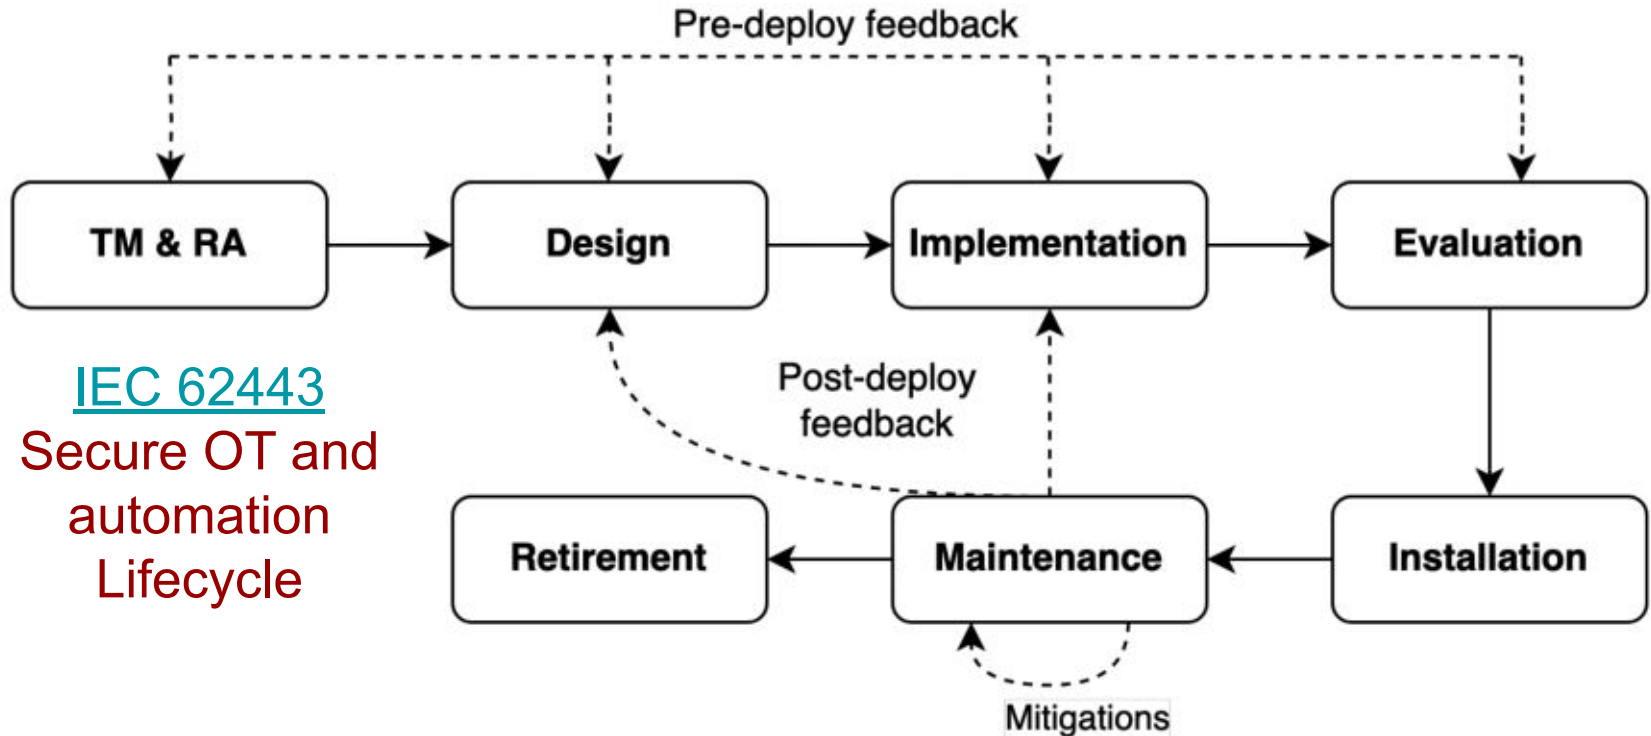 Pre-deploy feedback
TM & RA
Design
Implementation
Evaluation
IEC 62443
Secure OT and
automation
Lifecycle
Post-deploy
feedback
Retirement
Maintenance
Installation
Mitigations